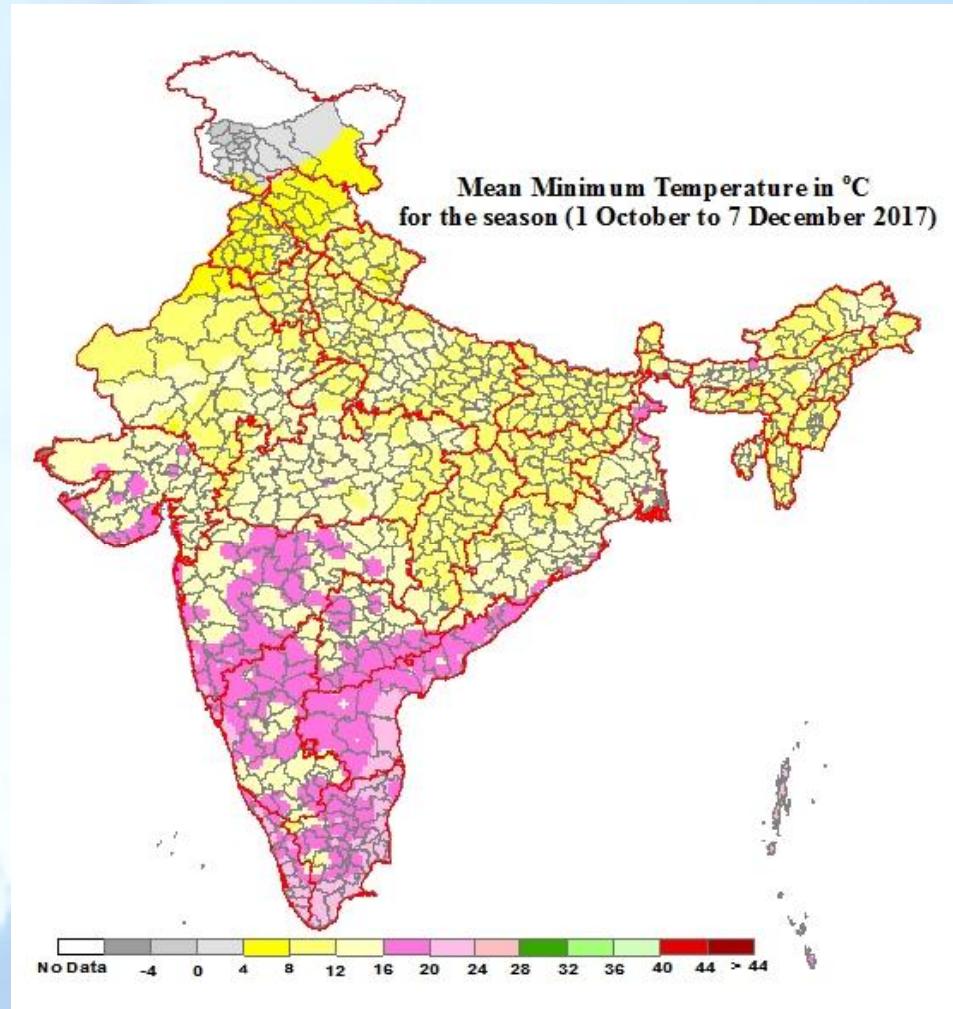 Mean Minimum Temperature in °C
for the season (1 October to 7 December 2017)
No Data -4 0 4 8 12 16 20 24 28 32 36 40 44 > 44